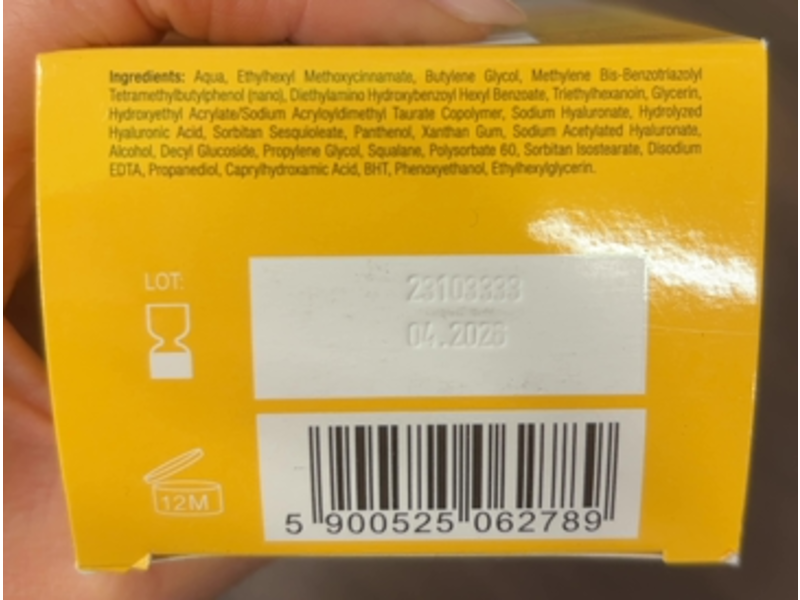 Ingredients: Aqua, Ethylhexyl Methoxycinnamate, Butylene Glycol, Methylene Bis-Benzotriazolyl
Tetramethylbutylphenol (nano), Diethylamino Hydroxybenzoyl Hexyl Benzoate, Triethylhexanoin, Glycerin,
Hydroxyethyl Acrylate/Sodium Acryloyldimethyl Taurate Copolymer, Sodium Hyaluronate, Hydrolyzed
Hyaluronic Acid, Sorbitan Sesquioleate, Panthenol, Xanthan Gum, Sodium Acetylated Hyaluronate,
Alcohol, Decyl Glucoside, Propylene Glycol, Squalane, Polysorbate 60, Sorbitan Isostearate, Disodium
EDTA, Propanediol, Caprylhydroxamic Acid, BHT, Phenoxyethanol, Ethylhexylglycerin.
LOT:
04.2026
12M
5 900525 062789